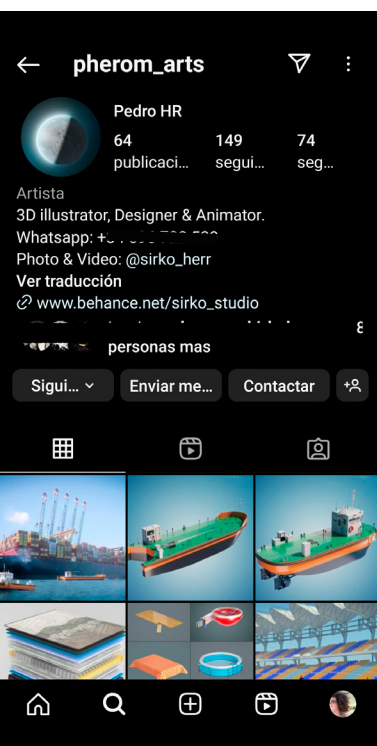 pherom_arts
Pedro HR
64 149 74
publicaci... segui... seg...
Artista
3D illustrator, Designer & Animator.
Whatsapp:
Photo & Video: @sirko_herr
Ver traducción
www.behance.net/sirko_studio
personas mas
Sigui... Enviar me... Contactar